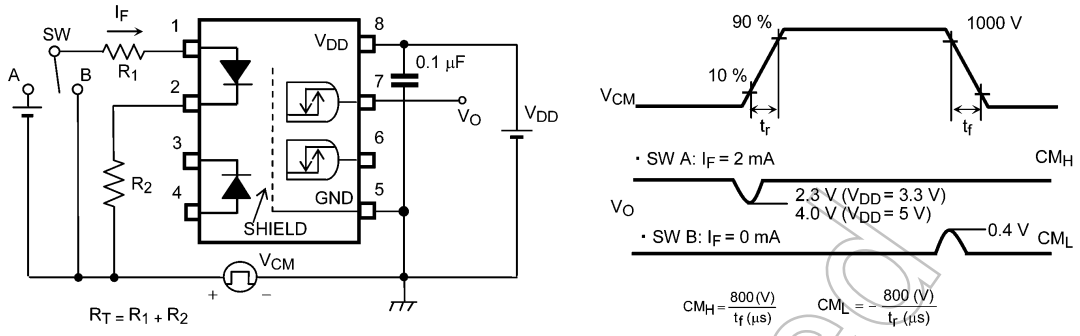 I_F
SW
A
B
R_1
R_2
1
2
3
4
8
7
6
5
V_DD
GND
SHIELD
0.1 μF
V_O
V_DD
V_CM
+
−
R_T = R_1 + R_2
90 %
1000 V
10 %
V_CM
t_r
t_f
· SW A: I_F = 2 mA
CM_H
V_O
2.3 V (V_DD = 3.3 V)
4.0 V (V_DD = 5 V)
· SW B: I_F = 0 mA
0.4 V
CM_L
CM_H = 800 (V) / t_f (μs)
CM_L = − 800 (V) / t_r (μs)